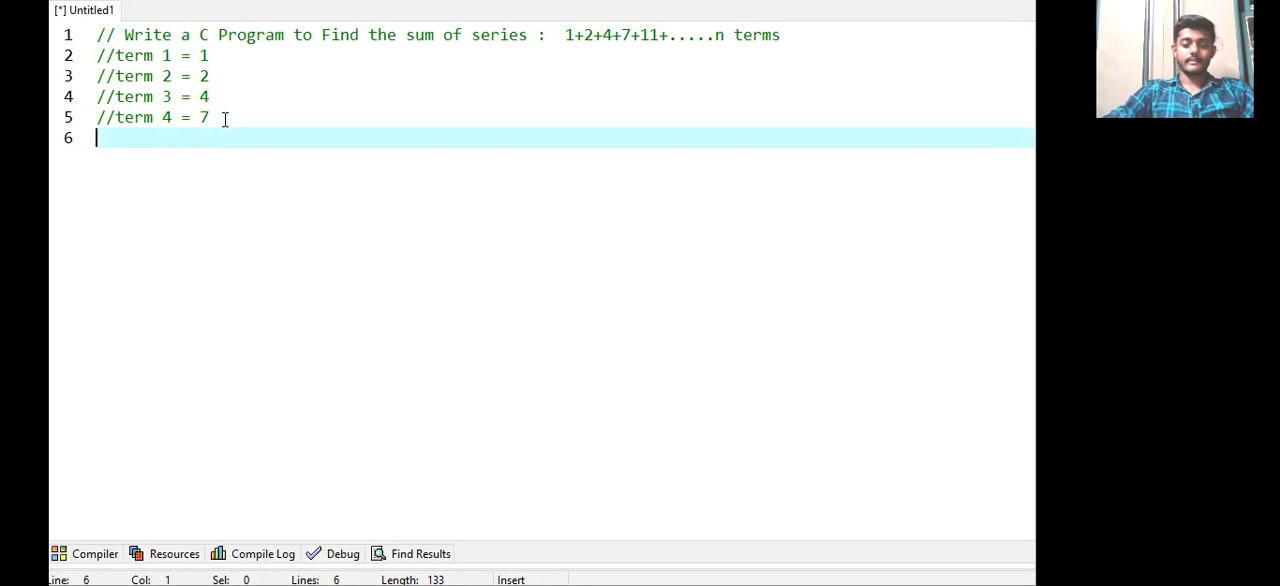 [*] Untitled1
1 // Write a C Program to Find the sum of series :  1+2+4+7+11+.....n terms
2 //term 1 = 1
3 //term 2 = 2
4 //term 3 = 4
5 //term 4 = 7
6
Compiler Resources Compile Log Debug Find Results
Line: 6 Col: 1 Sel: 0 Lines: 6 Length: 133 Insert